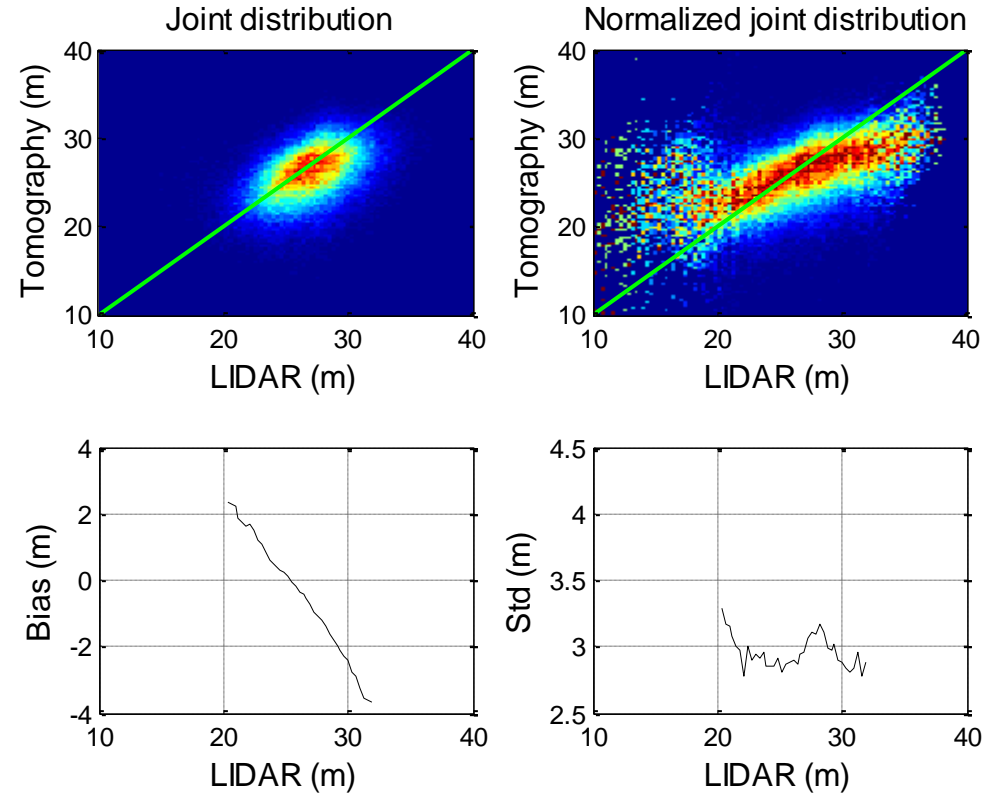 Joint distribution
Tomography (m)
40
30
20
10
10 20 30 40
LIDAR (m)
Normalized joint distribution
Tomography (m)
40
30
20
10
10 20 30 40
LIDAR (m)
Bias (m)
4
2
0
-2
-4
10 20 30 40
LIDAR (m)
Std (m)
4.5
4
3.5
3
2.5
10 20 30 40
LIDAR (m)